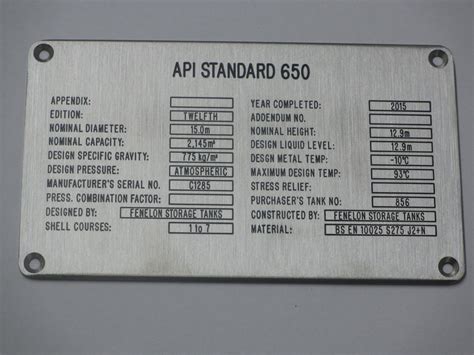 API STANDARD 650
APPENDIX:
EDITION: TWELFTH
NOMINAL DIAMETER: 15.0m
NOMINAL CAPACITY: 2,145m³
DESIGN SPECIFIC GRAVITY: 775 kg/m³
DESIGN PRESSURE: ATMOSPHERIC
MANUFACTURER'S SERIAL NO. C1285
PRESS. COMBINATION FACTOR:
DESIGNED BY: FENELON STORAGE TANKS
SHELL COURSES: 1 to 7
YEAR COMPLETED: 2015
ADDENDUM NO.
NOMINAL HEIGHT: 12.9m
DESIGN LIQUID LEVEL: 12.9m
DESGN METAL TEMP: -10°C
MAXIMUM DESIGN TEMP: 93°C
STRESS RELIEF:
PURCHASER'S TANK NO. 856
CONSTRUCTED BY: FENELON STORAGE TANKS
MATERIAL: BS EN 10025 S275 J2+N